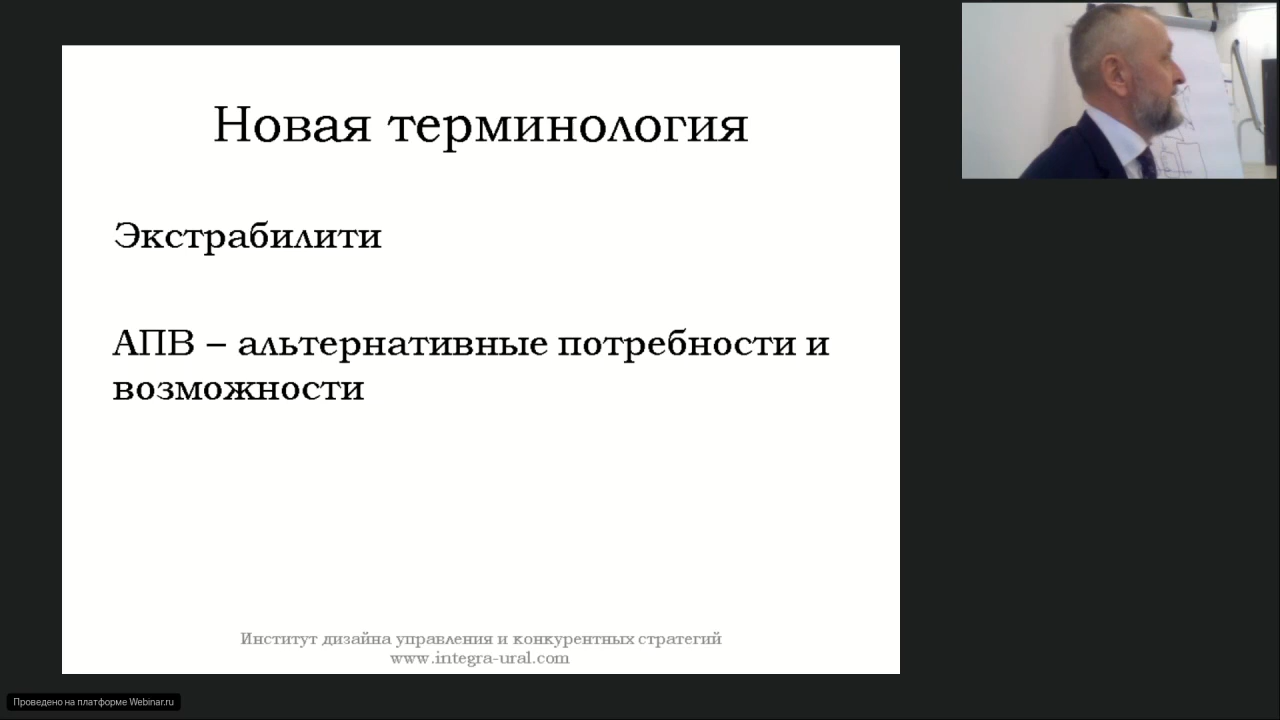 Новая терминология
Экстрабилити
АПВ – альтернативные потребности и
возможности
Институт дизайна управления и конкурентных стратегий
www.integra-ural.com
Проведено на платформе Webinar.ru